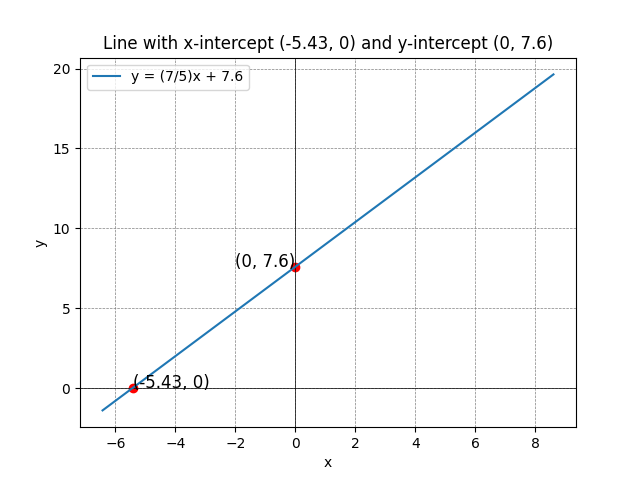 Line with x-intercept (-5.43, 0) and y-intercept (0, 7.6)
y = (7/5)x + 7.6
20
15
10
5
0
y
(0, 7.6)
(-5.43, 0)
−6 −4 −2 0 2 4 6 8
x